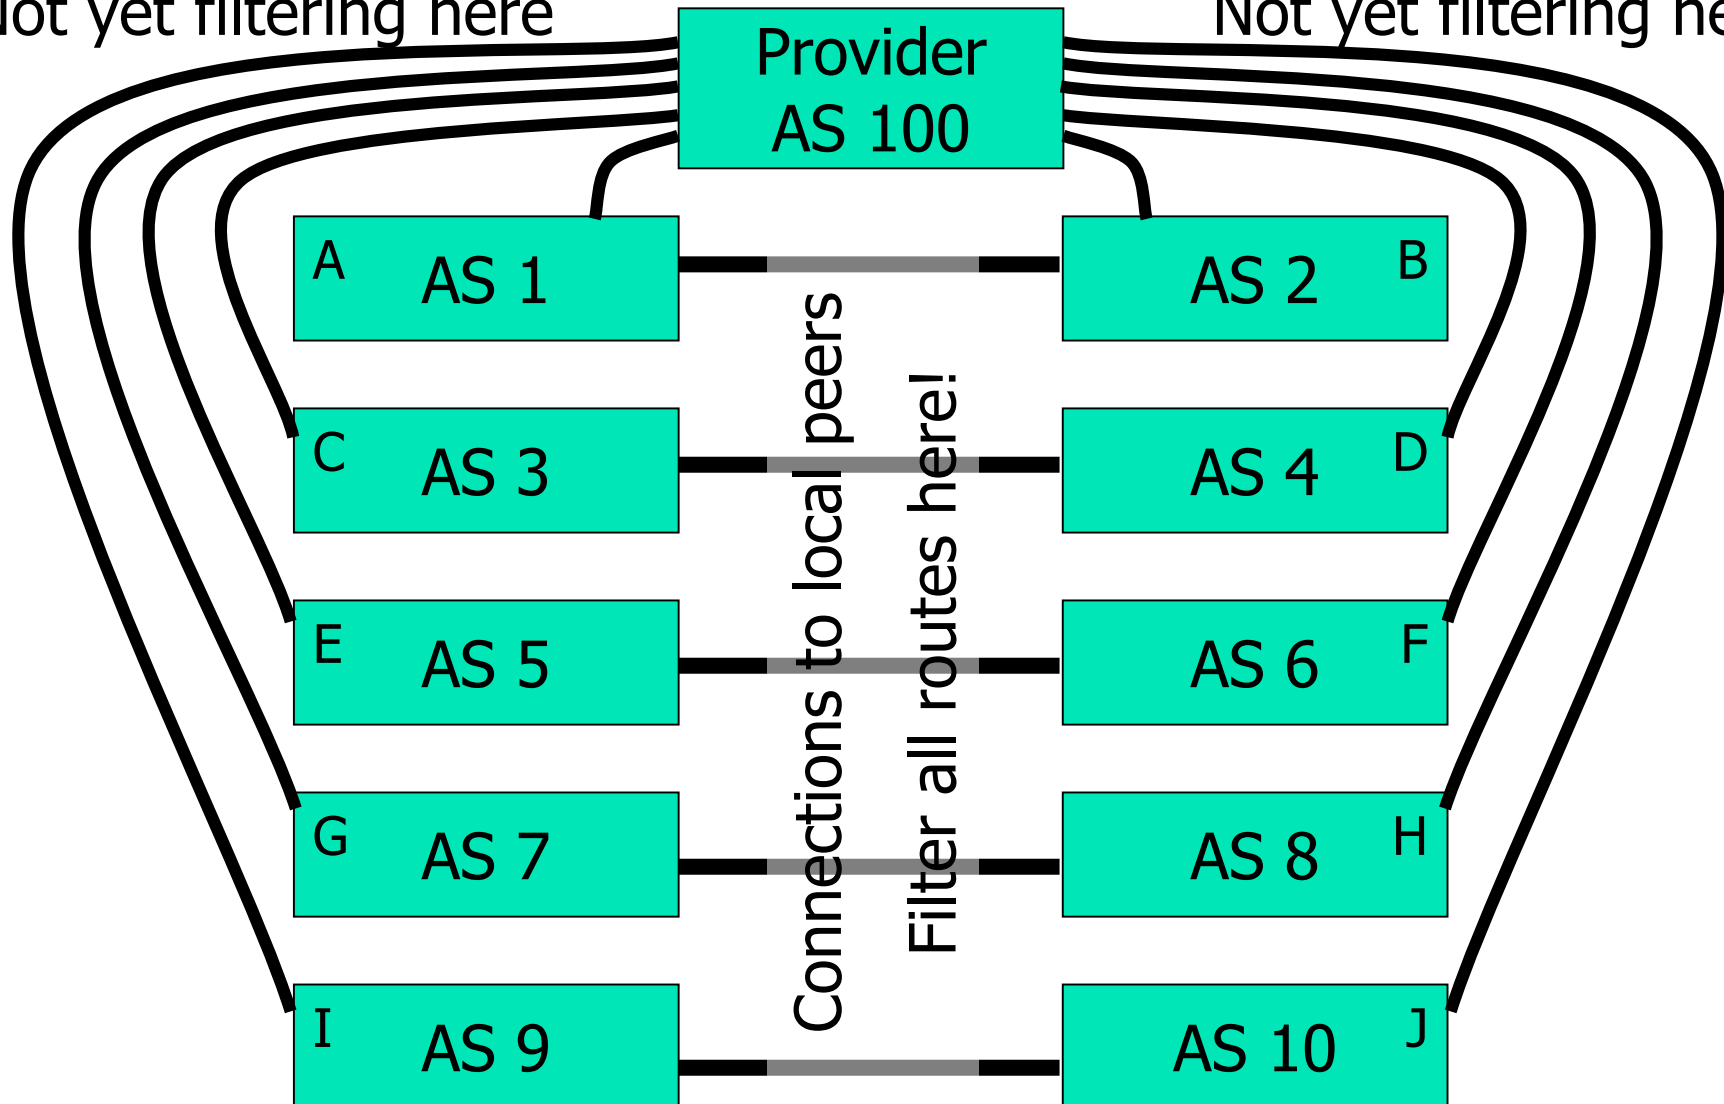 Not yet filtering here
Not yet filtering he
Provider
AS 100
A
AS 1
AS 2
B
C
AS 3
AS 4
D
E
AS 5
AS 6
F
G
AS 7
AS 8
H
I
AS 9
AS 10
J
Connections to local peers
Filter all routes here!